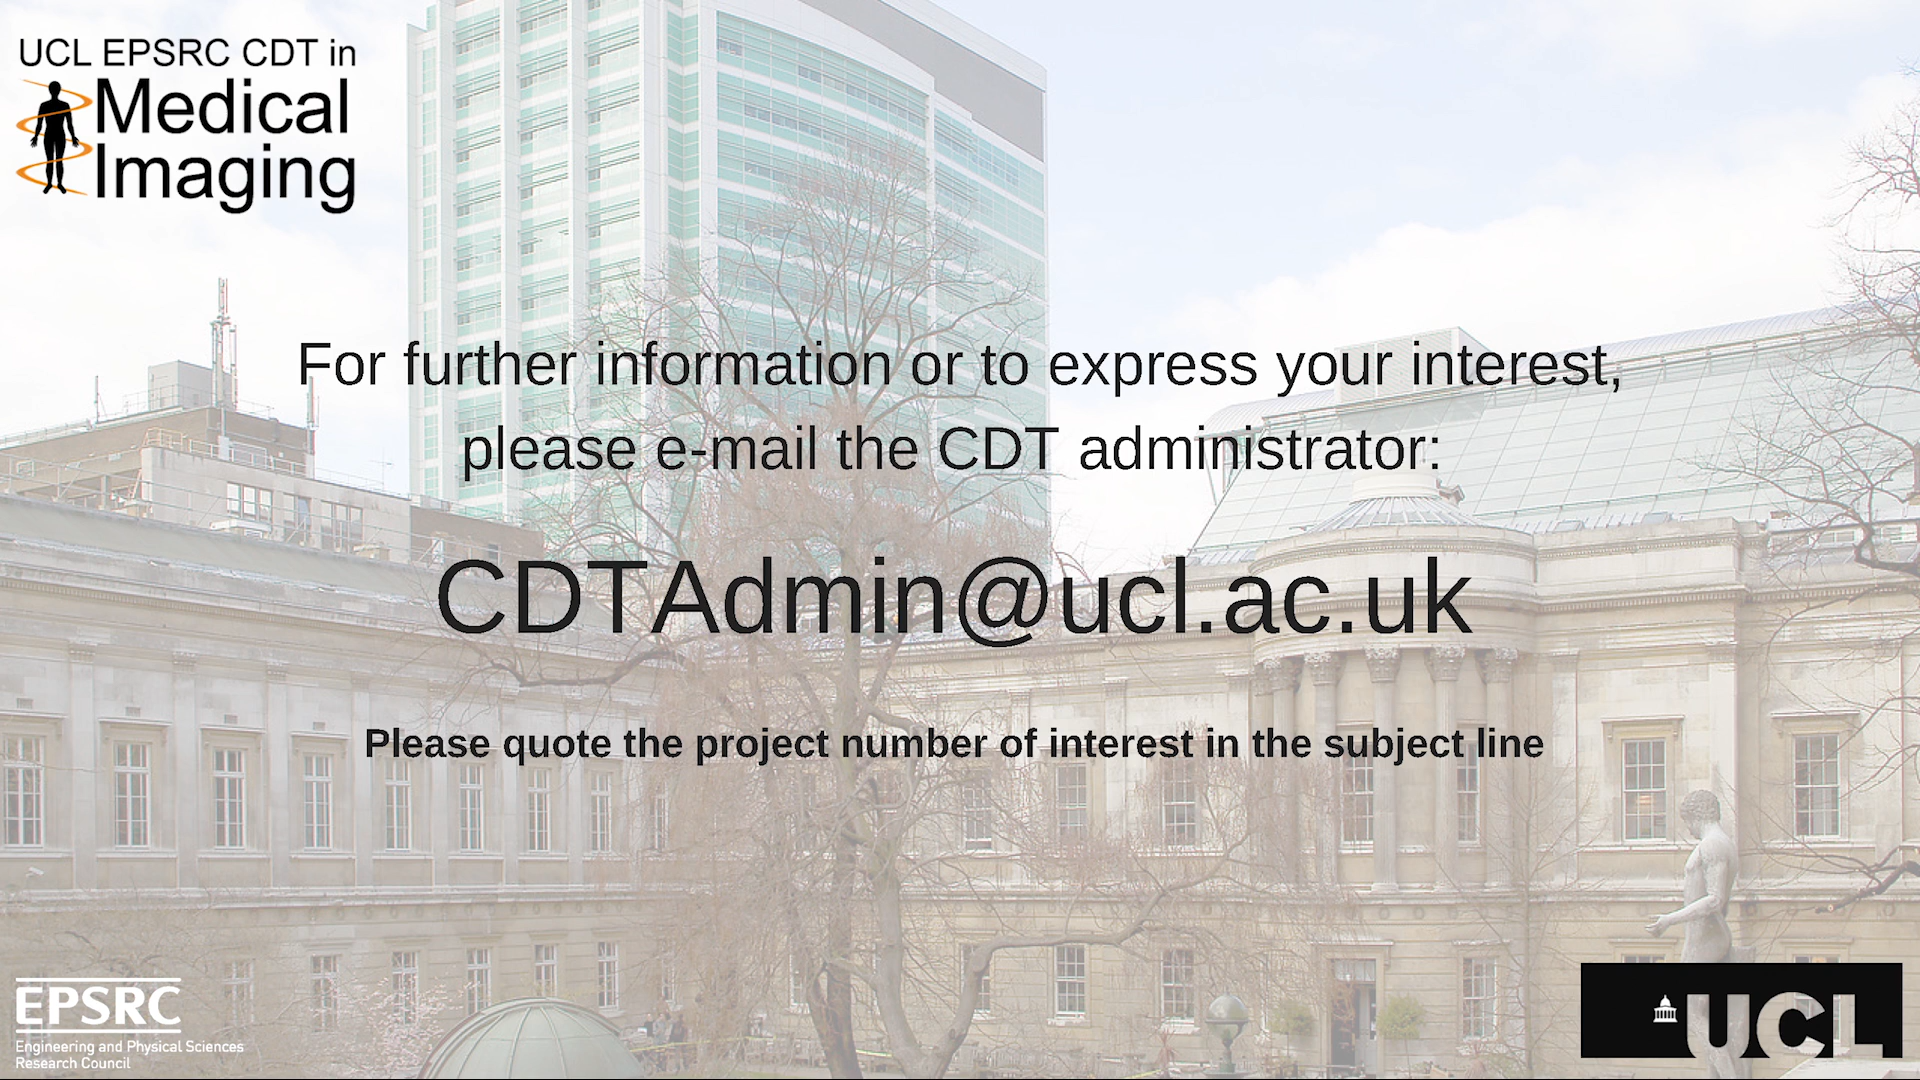 UCL EPSRC CDT in
Medical
Imaging
For further information or to express your interest,
please e-mail the CDT administrator:
CDTAdmin@ucl.ac.uk
Please quote the project number of interest in the subject line
EPSRC
Engineering and Physical Sciences
Research Council
UCL